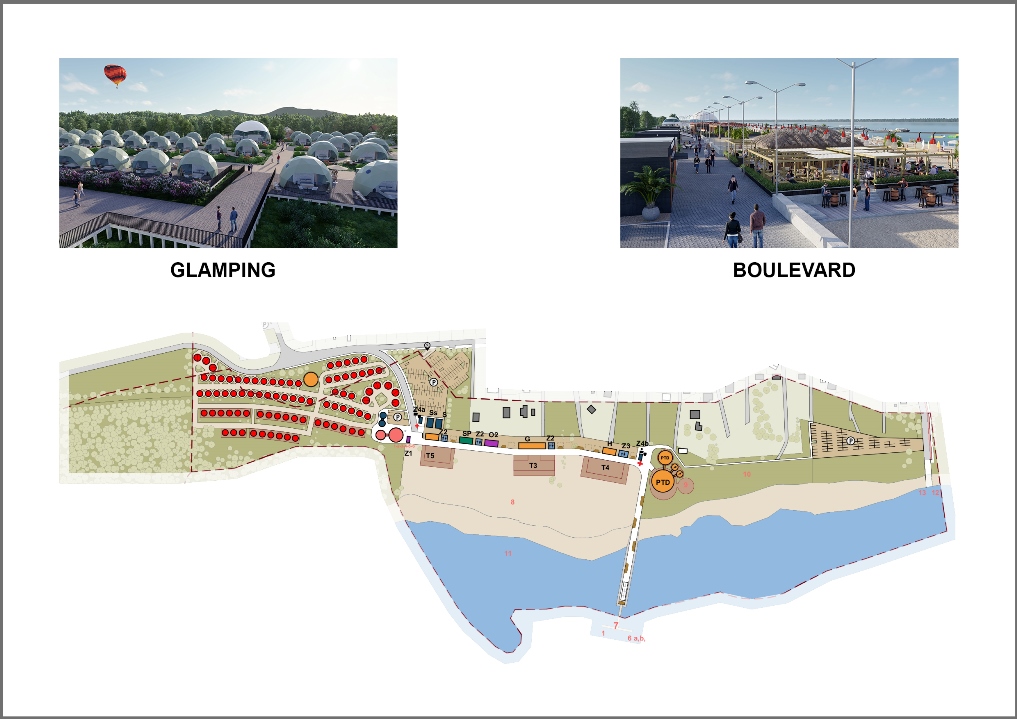 GLAMPING
BOULEVARD
P
P
Z4a
Ss
S
Z2
SP
Z2
O2
G
Z2
H
Z3
Z4b
P
Z1
T5
T3
T4
PTD
PTD
8
10
13
12
11
7
1
6 a,b,